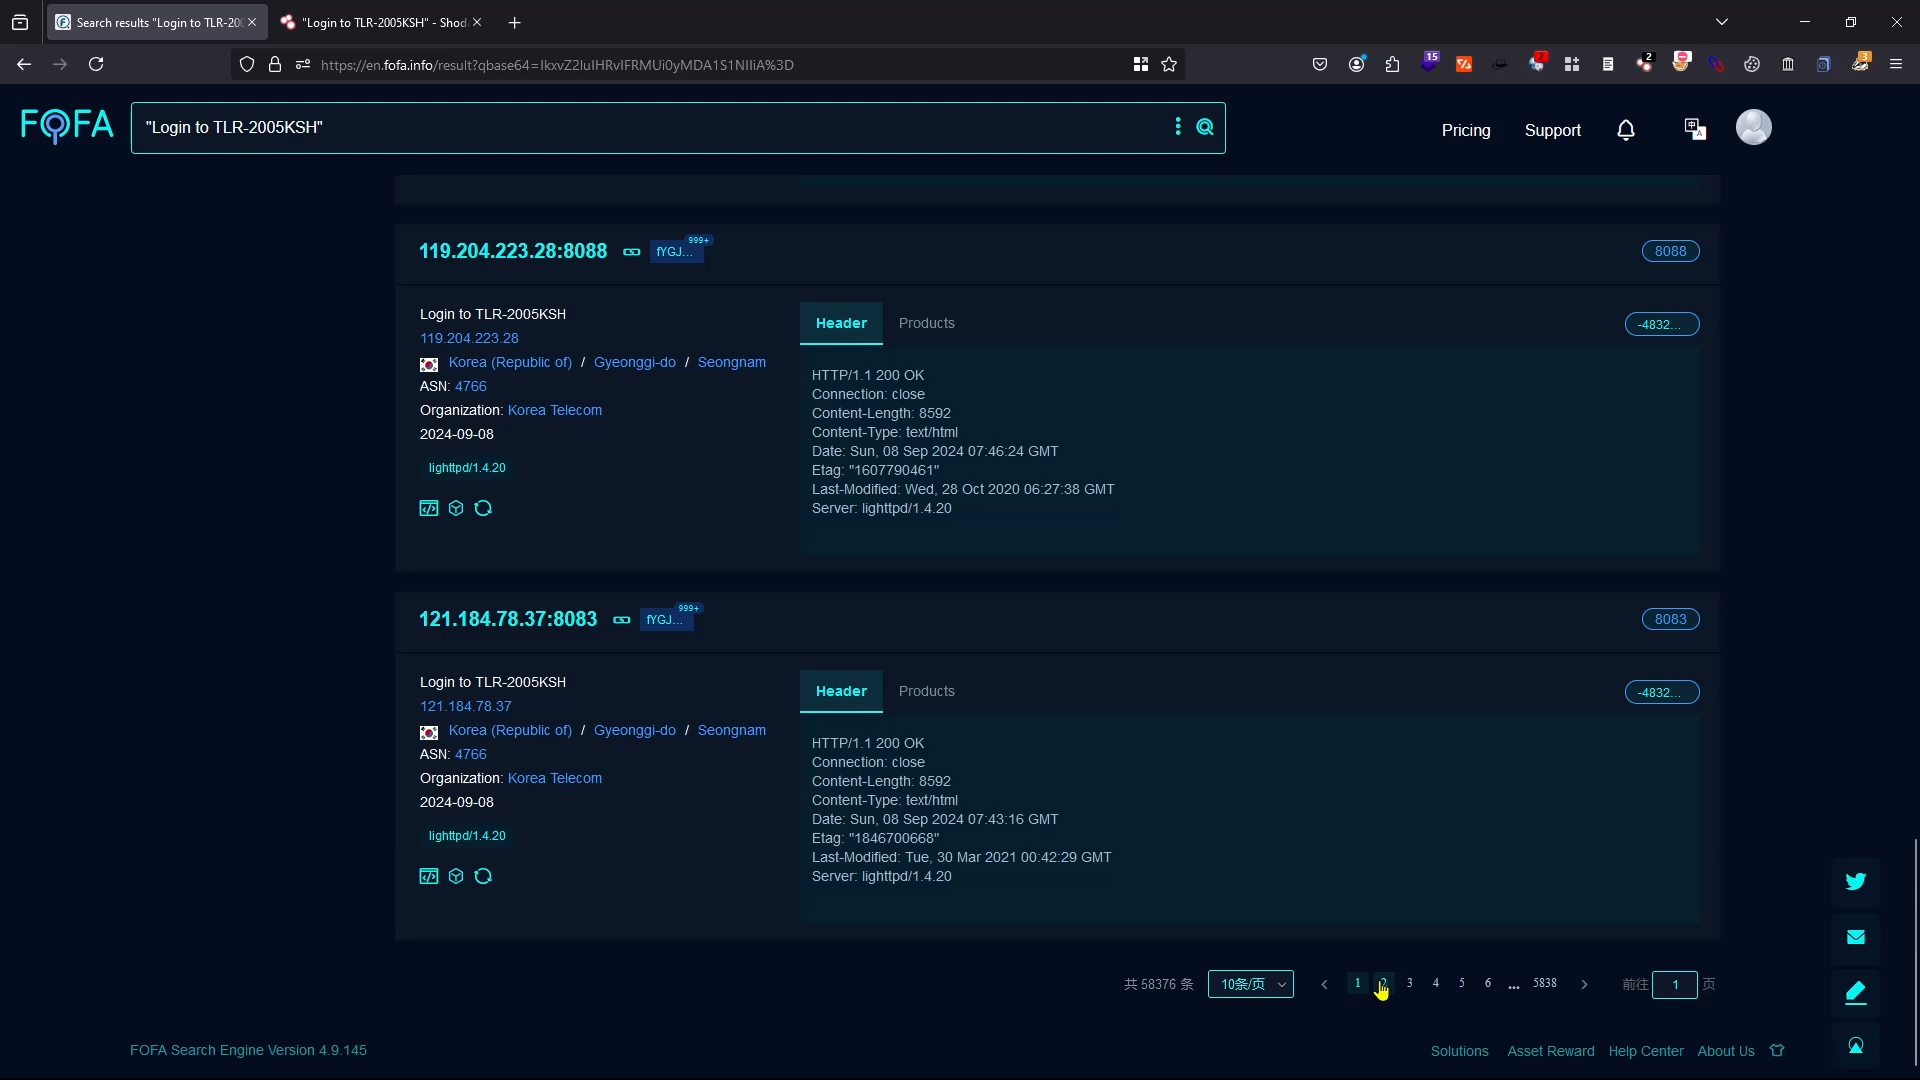 Search results "Login to TLR-200
"Login to TLR-2005KSH" - Shod
https://en.fofa.info/result?qbase64=IkxvZ2luIHRvIFRMUi0yMDA1S1NIIiA%3D
15
2
2
3
FOFA
"Login to TLR-2005KSH"
Pricing
Support
119.204.223.28:8088
fYGJ...
999+
8088
Login to TLR-2005KSH
119.204.223.28
Korea (Republic of) / Gyeonggi-do / Seongnam
ASN: 4766
Organization: Korea Telecom
2024-09-08
lighttpd/1.4.20
Header
Products
-4832...
HTTP/1.1 200 OK
Connection: close
Content-Length: 8592
Content-Type: text/html
Date: Sun, 08 Sep 2024 07:46:24 GMT
Etag: "1607790461"
Last-Modified: Wed, 28 Oct 2020 06:27:38 GMT
Server: lighttpd/1.4.20
121.184.78.37:8083
fYGJ...
999+
8083
Login to TLR-2005KSH
121.184.78.37
Korea (Republic of) / Gyeonggi-do / Seongnam
ASN: 4766
Organization: Korea Telecom
2024-09-08
lighttpd/1.4.20
Header
Products
-4832...
HTTP/1.1 200 OK
Connection: close
Content-Length: 8592
Content-Type: text/html
Date: Sun, 08 Sep 2024 07:43:16 GMT
Etag: "1846700668"
Last-Modified: Tue, 30 Mar 2021 00:42:29 GMT
Server: lighttpd/1.4.20
共 58376 条
10条/页
1 2 3 4 5 6 ... 5838
前往 1 页
FOFA Search Engine Version 4.9.145
Solutions
Asset Reward
Help Center
About Us